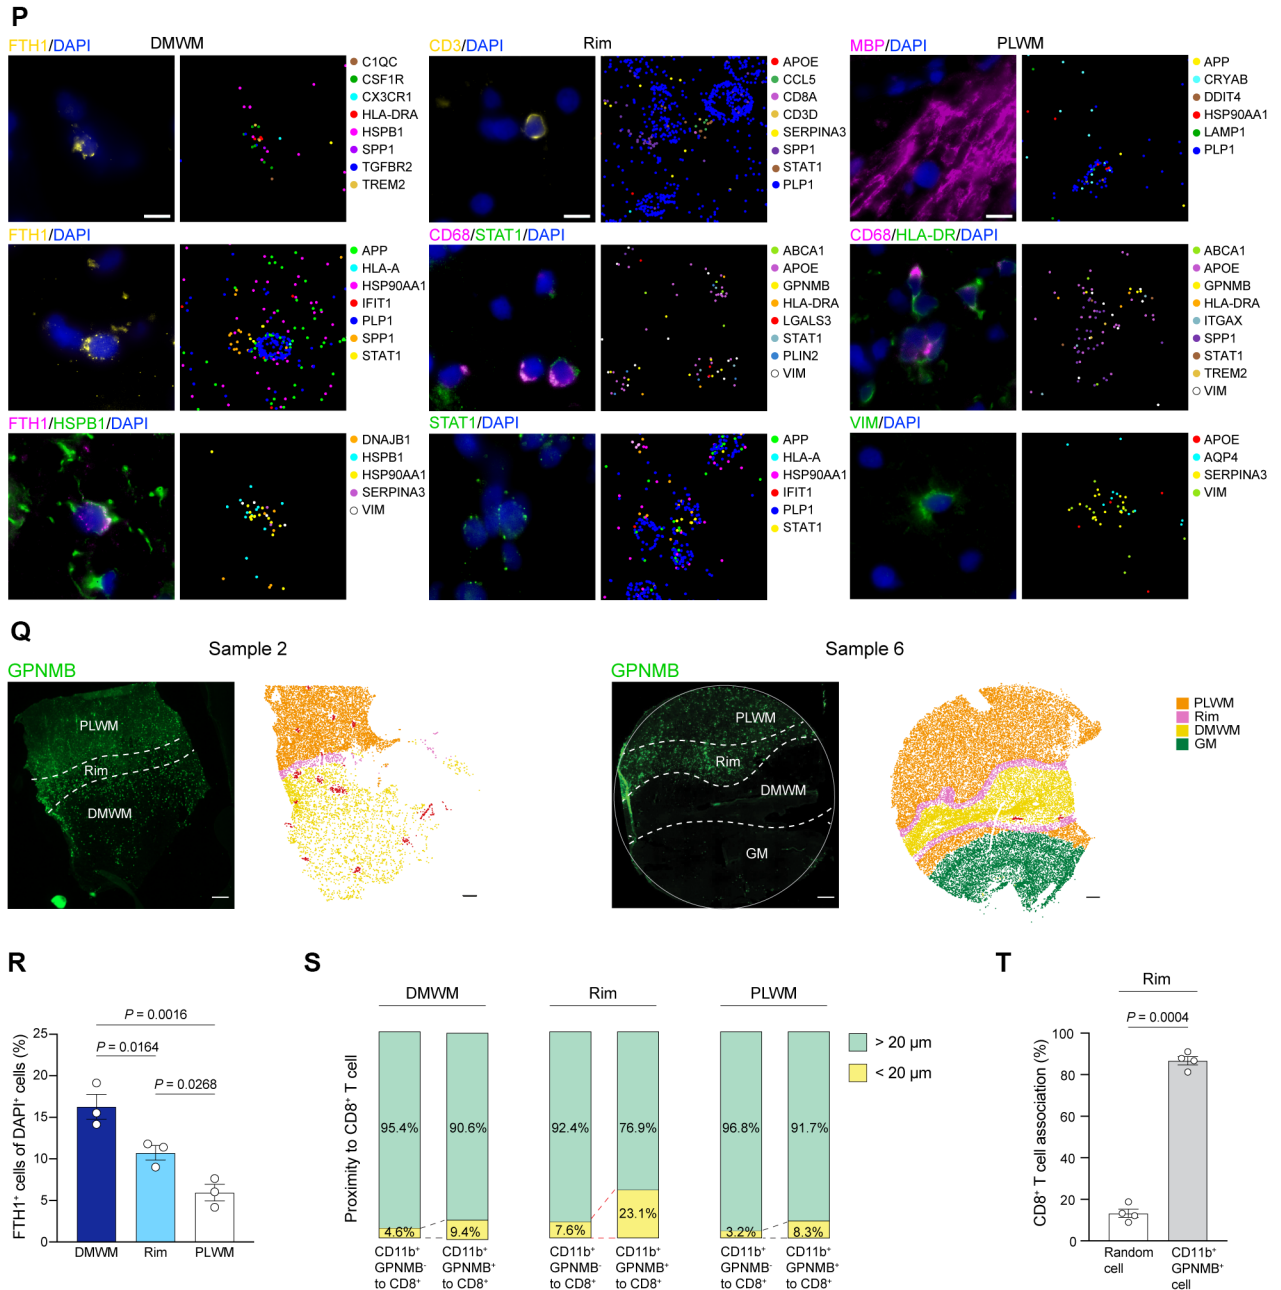 P
FTH1/DAPI
DMWM
C1QC
CSF1R
CX3CR1
HLA-DRA
HSPB1
SPP1
TGFBR2
TREM2
CD3/DAPI
Rim
APOE
CCL5
CD8A
CD3D
SERPINA3
SPP1
STAT1
PLP1
MBP/DAPI
PLWM
APP
CRYAB
DDIT4
HSP90AA1
LAMP1
PLP1
FTH1/DAPI
APP
HLA-A
HSP90AA1
IFIT1
PLP1
SPP1
STAT1
CD68/STAT1/DAPI
ABCA1
APOE
GPNMB
HLA-DRA
LGALS3
STAT1
PLIN2
VIM
CD68/HLA-DR/DAPI
ABCA1
APOE
GPNMB
HLA-DRA
ITGAX
SPP1
STAT1
TREM2
VIM
FTH1/HSPB1/DAPI
DNAJB1
HSPB1
HSP90AA1
SERPINA3
VIM
STAT1/DAPI
APP
HLA-A
HSP90AA1
IFIT1
PLP1
STAT1
VIM/DAPI
APOE
AQP4
SERPINA3
VIM
Q
Sample 2
GPNMB
PLWM
Rim
DMWM
Sample 6
GPNMB
PLWM
Rim
DMWM
GM
PLWM
Rim
DMWM
GM
R
FTH1⁺ cells of DAPI⁺ cells (%)
25
20
15
10
5
0
P = 0.0016
P = 0.0164
P = 0.0268
DMWM Rim PLWM
S
Proximity to CD8⁺ T cell
DMWM Rim PLWM
95.4% 90.6% 92.4% 76.9% 96.8% 91.7%
4.6% 9.4% 7.6% 23.1% 3.2% 8.3%
CD11b⁺ CD11b⁺ CD11b⁺ CD11b⁺ CD11b⁺ CD11b⁺
GPNMB⁻ GPNMB⁺ GPNMB⁻ GPNMB⁺ GPNMB⁻ GPNMB⁺
to CD8⁺ to CD8⁺ to CD8⁺ to CD8⁺ to CD8⁺ to CD8⁺
> 20 µm
< 20 µm
T
Rim
P = 0.0004
CD8⁺ T cell association (%)
100
80
60
40
20
0
Random CD11b⁺
cell GPNMB⁺
cell